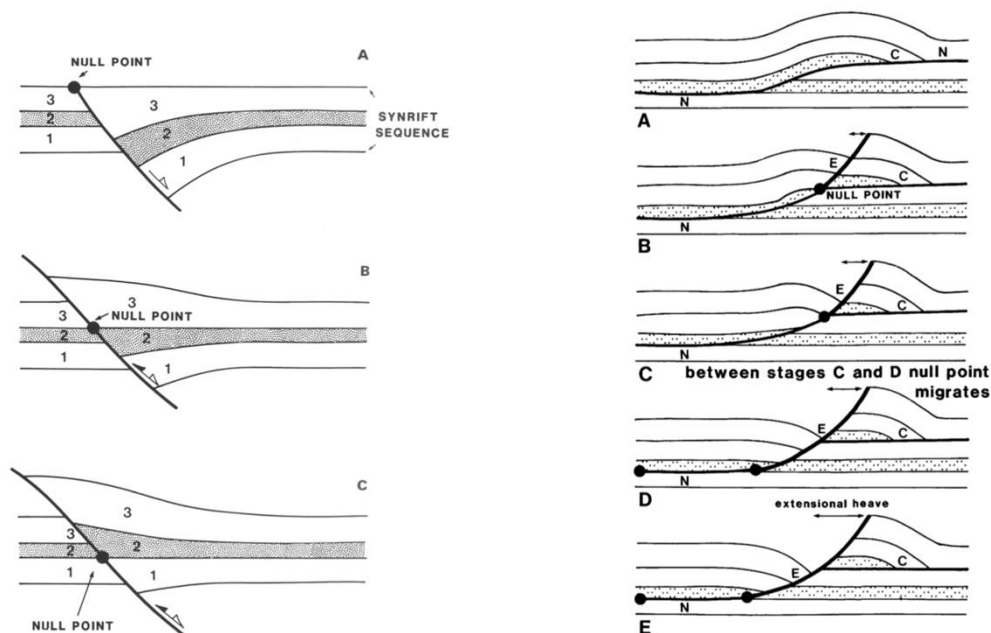 A
NULL POINT
3
3
2
2
SYNRIFT
SEQUENCE
1
1
B
3
3
NULL POINT
2
2
1
1
C
3
3
2
2
1
1
NULL POINT
C
N
N
A
E
C
NULL POINT
N
B
E
C
N
C
between stages C and D null point
migrates
E
C
N
D
extensional heave
E
C
N
E